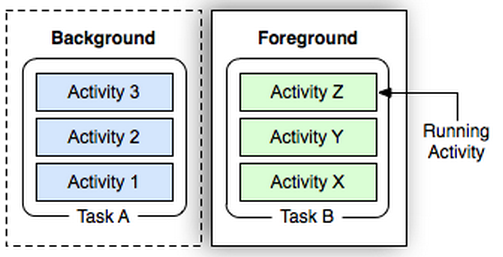 Background
Activity 3
Activity 2
Activity 1
Task A
Foreground
Activity Z
Activity Y
Activity X
Task B
Running
Activity